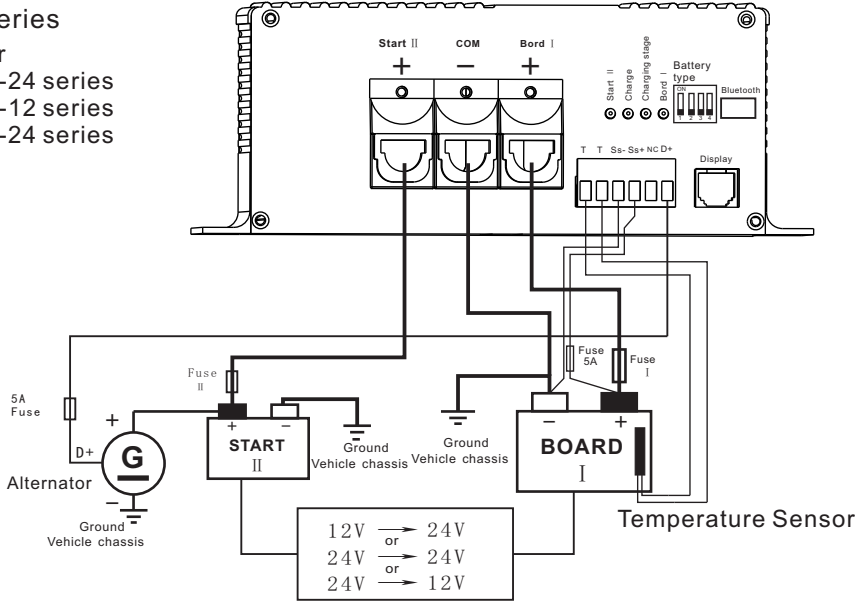 eries
r
-24 series
-12 series
-24 series
Start II
COM
Bord I
+
−
+
Start II
Charge
Charging stage
Bord I
Battery
type
ON
1 2 3 4
Bluetooth
T T Ss- Ss+ NC D+
Display
Fuse
5A
Fuse
I
Fuse
II
5A
Fuse
+
D+
G
Alternator
−
Ground
Vehicle chassis
+ −
START
II
Ground
Vehicle chassis
Ground
Vehicle chassis
− +
BOARD
I
Temperature Sensor
12V → 24V
or
24V → 24V
or
24V → 12V